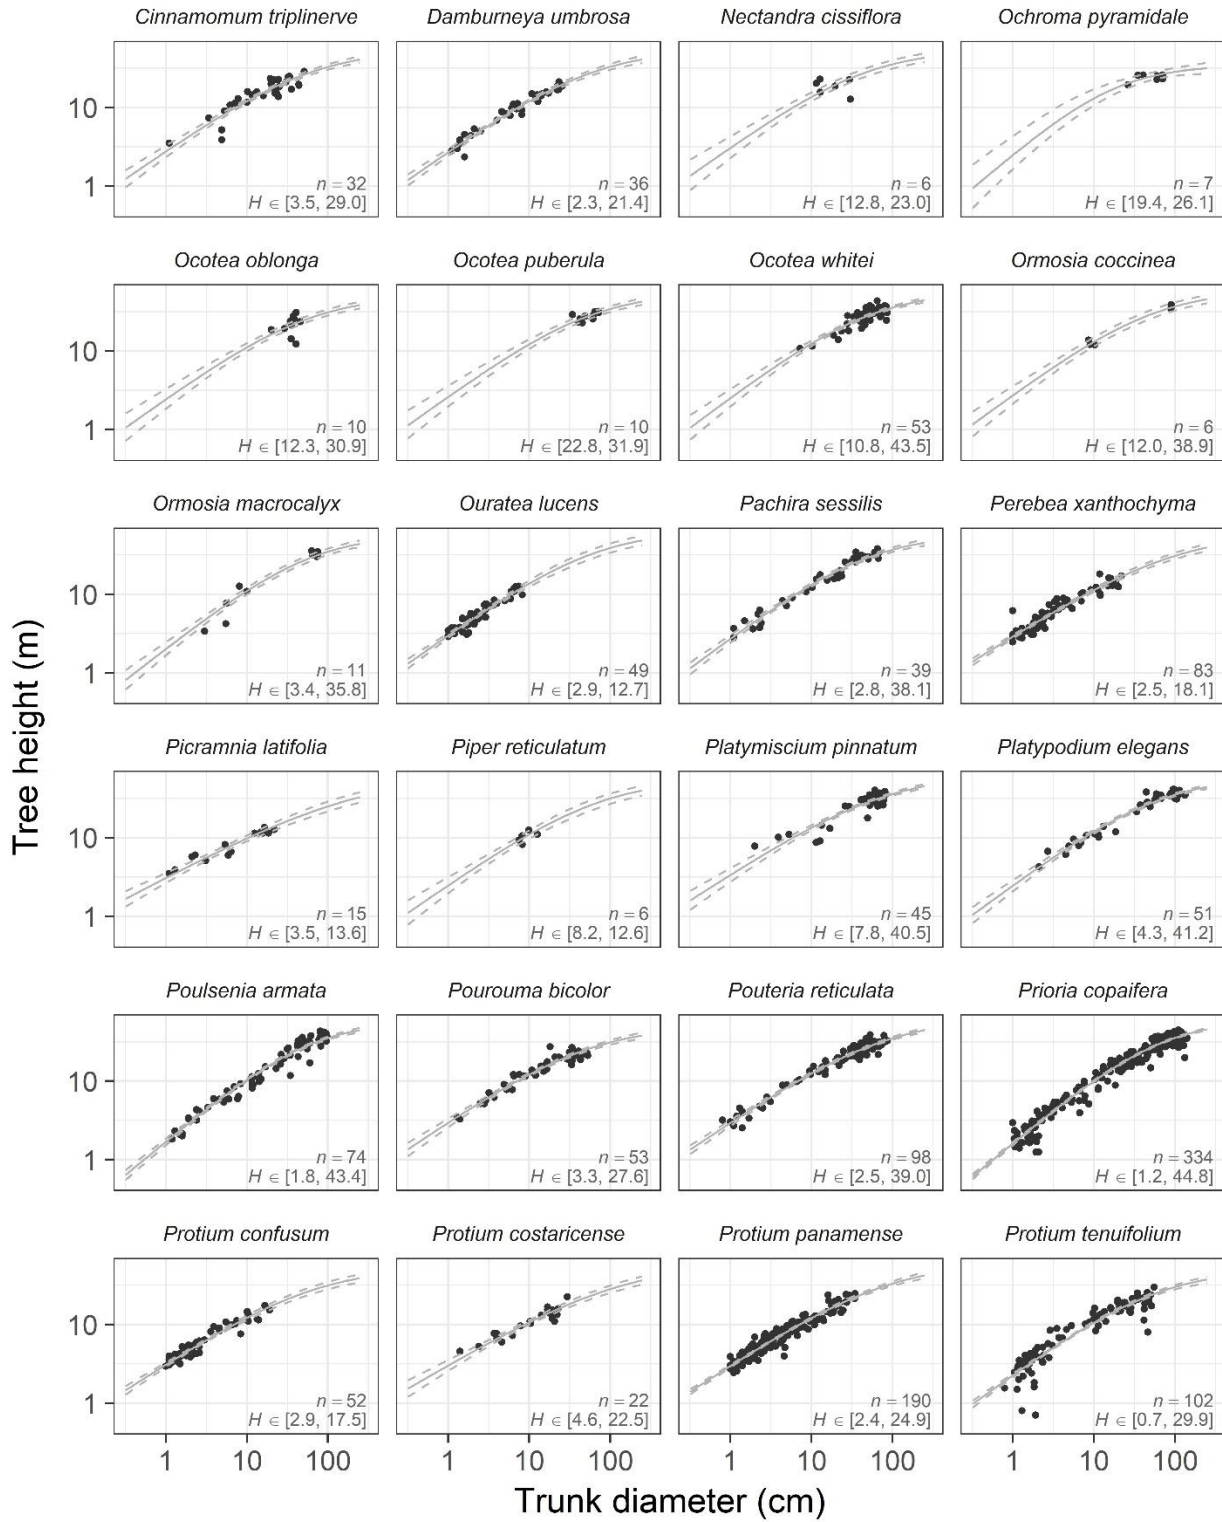 Cinnamomum triplinerve
Damburneya umbrosa
Nectandra cissiflora
Ochroma pyramidale
10
1
n = 32
H ∈ [3.5, 29.0]
n = 36
H ∈ [2.3, 21.4]
n = 6
H ∈ [12.8, 23.0]
n = 7
H ∈ [19.4, 26.1]
Ocotea oblonga
Ocotea puberula
Ocotea whitei
Ormosia coccinea
10
1
n = 10
H ∈ [12.3, 30.9]
n = 10
H ∈ [22.8, 31.9]
n = 53
H ∈ [10.8, 43.5]
n = 6
H ∈ [12.0, 38.9]
Ormosia macrocalyx
Ouratea lucens
Pachira sessilis
Perebea xanthochyma
10
1
n = 11
H ∈ [3.4, 35.8]
n = 49
H ∈ [2.9, 12.7]
n = 39
H ∈ [2.8, 38.1]
n = 83
H ∈ [2.5, 18.1]
Tree height (m)
Picramnia latifolia
Piper reticulatum
Platymiscium pinnatum
Platypodium elegans
10
1
n = 15
H ∈ [3.5, 13.6]
n = 6
H ∈ [8.2, 12.6]
n = 45
H ∈ [7.8, 40.5]
n = 51
H ∈ [4.3, 41.2]
Poulsenia armata
Pourouma bicolor
Pouteria reticulata
Prioria copaifera
10
1
n = 74
H ∈ [1.8, 43.4]
n = 53
H ∈ [3.3, 27.6]
n = 98
H ∈ [2.5, 39.0]
n = 334
H ∈ [1.2, 44.8]
Protium confusum
Protium costaricense
Protium panamense
Protium tenuifolium
10
1
n = 52
H ∈ [2.9, 17.5]
n = 22
H ∈ [4.6, 22.5]
n = 190
H ∈ [2.4, 24.9]
n = 102
H ∈ [0.7, 29.9]
1 10 100
1 10 100
1 10 100
1 10 100
Trunk diameter (cm)